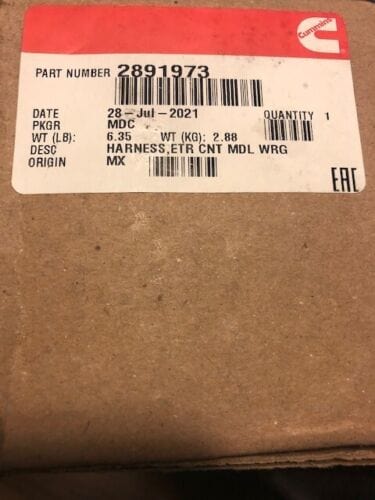 Cummins
PART NUMBER 2891973
DATE 28-Jul-2021 QUANTITY 1
PKGR MDC
WT (LB): 6.35 WT (KG): 2.88
DESC HARNESS,ETR CNT MDL WRG
ORIGIN MX
EAC